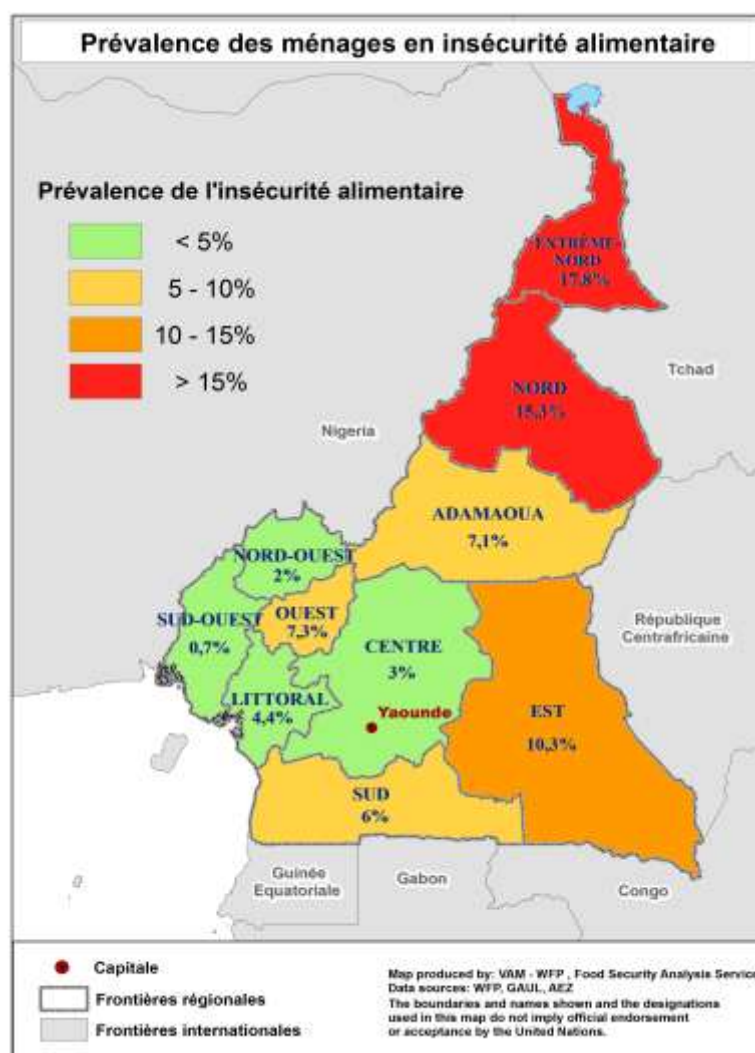 Prévalence des ménages en insécurité alimentaire
Prévalence de l'insécurité alimentaire
< 5%
5 - 10%
10 - 15%
> 15%
EXTRÊME-
NORD
17,8%
Tchad
NORD
15,3%
Nigeria
ADAMAOUA
7,1%
NORD-OUEST
2%
SUD-OUEST
0,7%
OUEST
7,3%
République
Centrafricaine
CENTRE
3%
LITTORAL
4,4%
Yaounde
EST
10,3%
SUD
6%
Guinée
Equatoriale
Gabon
Congo
Capitale
Frontières régionales
Frontières internationales
Map produced by: VAM - WFP , Food Security Analysis Service
Data sources: WFP, GAUL, AEZ
The boundaries and names shown and the designations
used in this map do not imply official endorsement
or acceptance by the United Nations.